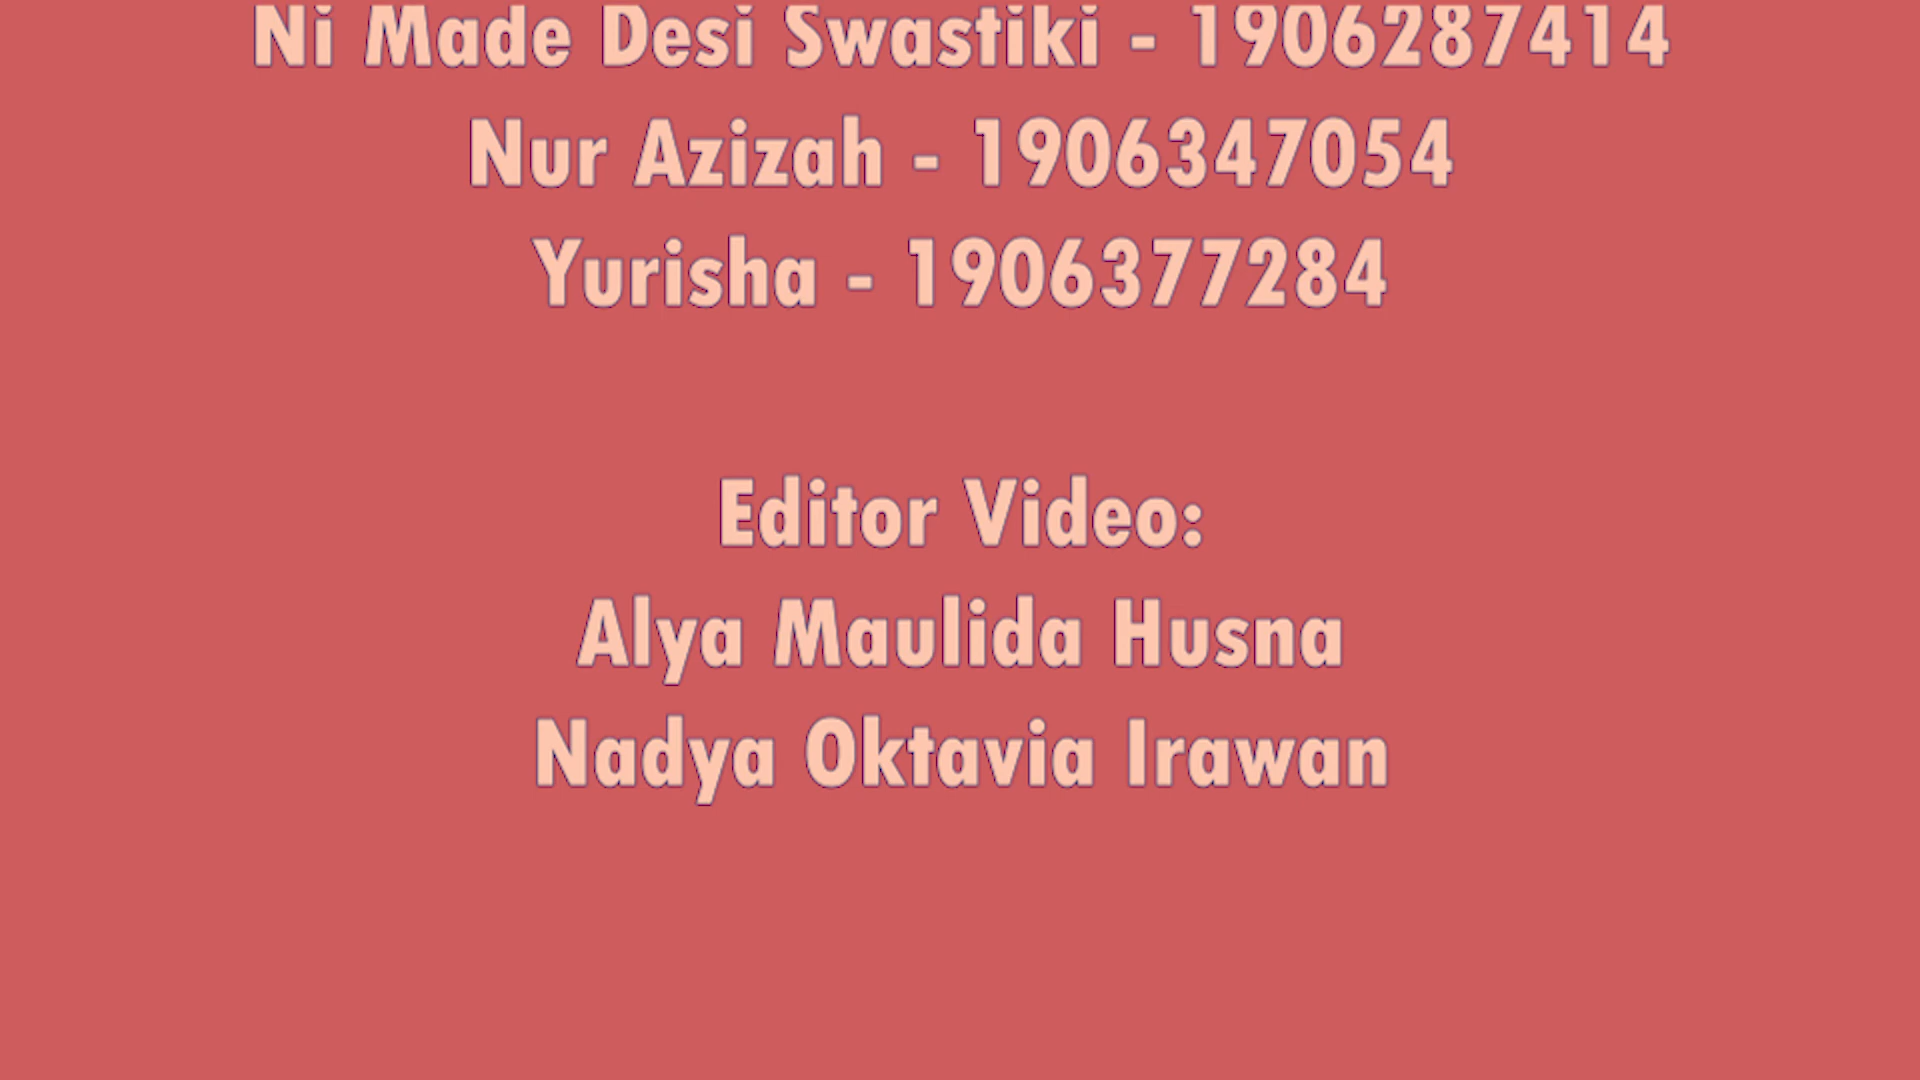 Ni Made Desi Swastiki - 1906287414
Nur Azizah - 1906347054
Yurisha - 1906377284
Editor Video:
Alya Maulida Husna
Nadya Oktavia Irawan